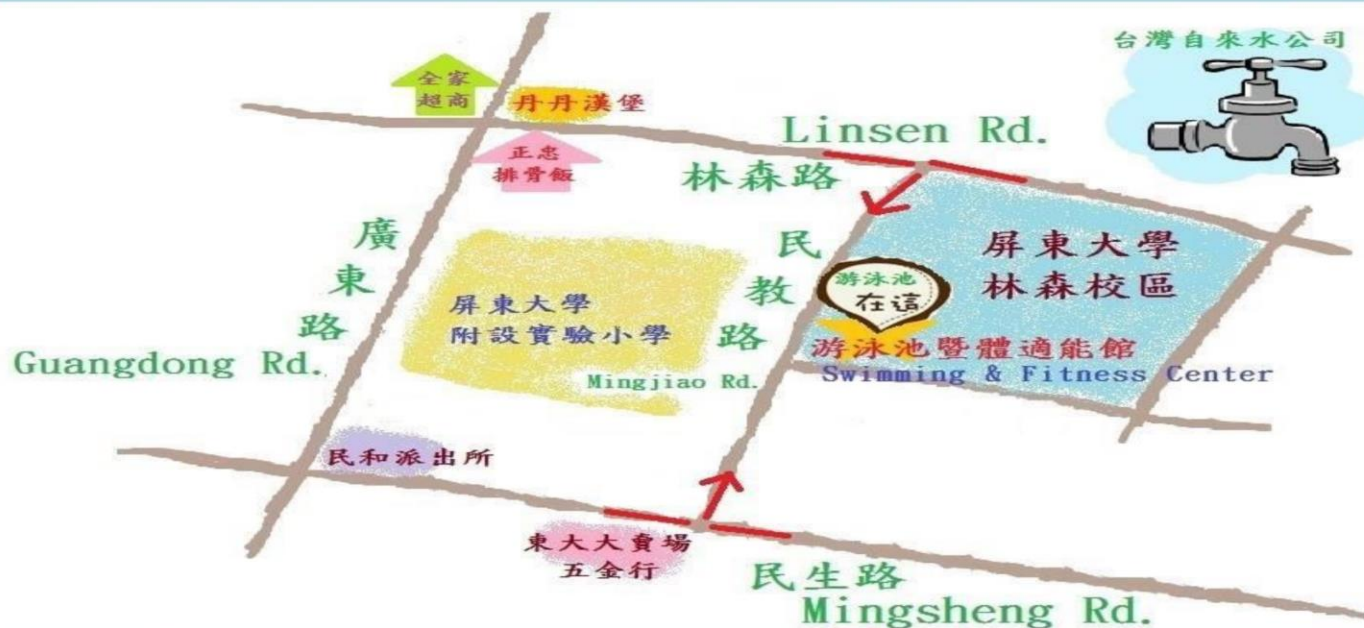 台灣自來水公司
全家
超商
丹丹漢堡
正忠
排骨飯
Linsen Rd.
林森路
廣東路
Guangdong Rd.
屏東大學
附設實驗小學
民教路
Mingjiao Rd.
屏東大學
林森校區
游泳池
在這
游泳池暨體適能館
Swimming & Fitness Center
民和派出所
東大大賣場
五金行
民生路
Mingsheng Rd.